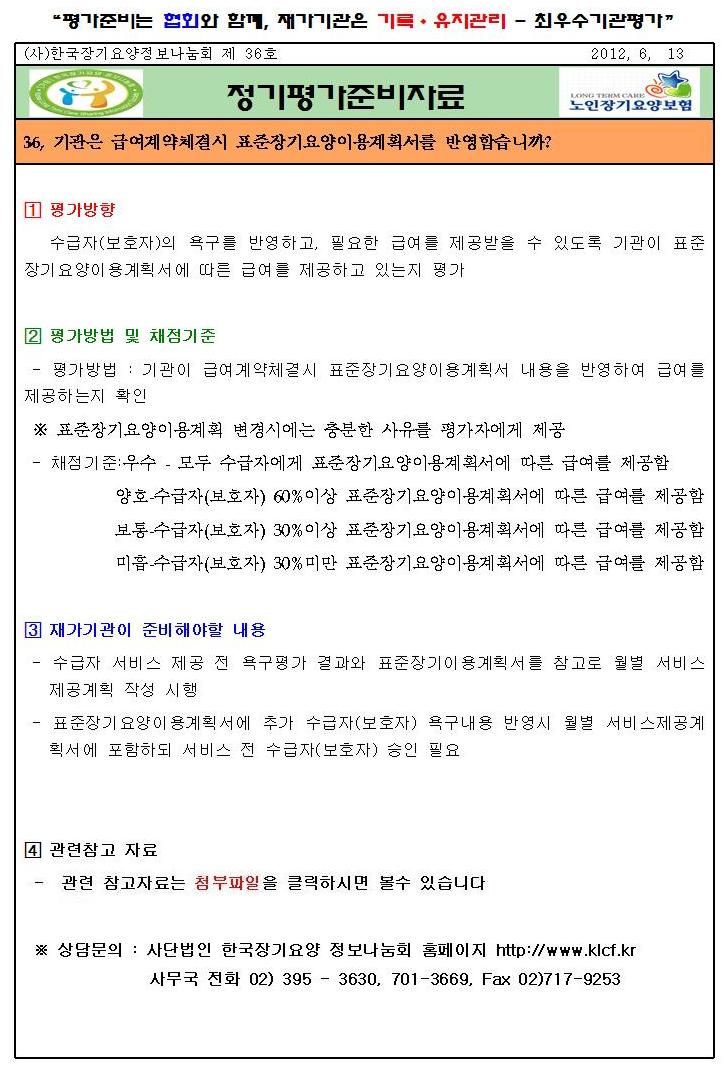 “평가준비는 협회와 함께, 재가기관은 기록·유지관리 - 최우수기관평가”
(사)한국장기요양정보나눔회 제 36호 2012, 6, 13
정기평가준비자료
LONG TERM CARE
노인장기요양보험
36, 기관은 급여계약체결시 표준장기요양이용계획서를 반영합습니까?
1 평가방향
수급자(보호자)의 욕구를 반영하고, 필요한 급여를 제공받을 수 있도록 기관이 표준
장기요양이용계획서에 따른 급여를 제공하고 있는지 평가
2 평가방법 및 채점기준
- 평가방법 : 기관이 급여계약체결시 표준장기요양이용계획서 내용을 반영하여 급여를
제공하는지 확인
※ 표준장기요양이용계획 변경시에는 충분한 사유를 평가자에게 제공
- 채점기준:우수 - 모두 수급자에게 표준장기요양이용계획서에 따른 급여를 제공함
양호-수급자(보호자) 60%이상 표준장기요양이용계획서에 따른 급여를 제공함
보통-수급자(보호자) 30%이상 표준장기요양이용계획서에 따른 급여를 제공함
미흡-수급자(보호자) 30%미만 표준장기요양이용계획서에 따른 급여를 제공함
3 재가기관이 준비해야할 내용
- 수급자 서비스 제공 전 욕구평가 결과와 표준장기이용계획서를 참고로 월별 서비스
제공계획 작성 시행
- 표준장기요양이용계획서에 추가 수급자(보호자) 욕구내용 반영시 월별 서비스제공계
획서에 포함하되 서비스 전 수급자(보호자) 승인 필요
4 관련참고 자료
- 관련 참고자료는 첨부파일을 클릭하시면 볼수 있습니다
※ 상담문의 : 사단법인 한국장기요양 정보나눔회 홈페이지 http://www.klcf.kr
사무국 전화 02) 395 - 3630, 701-3669, Fax 02)717-9253